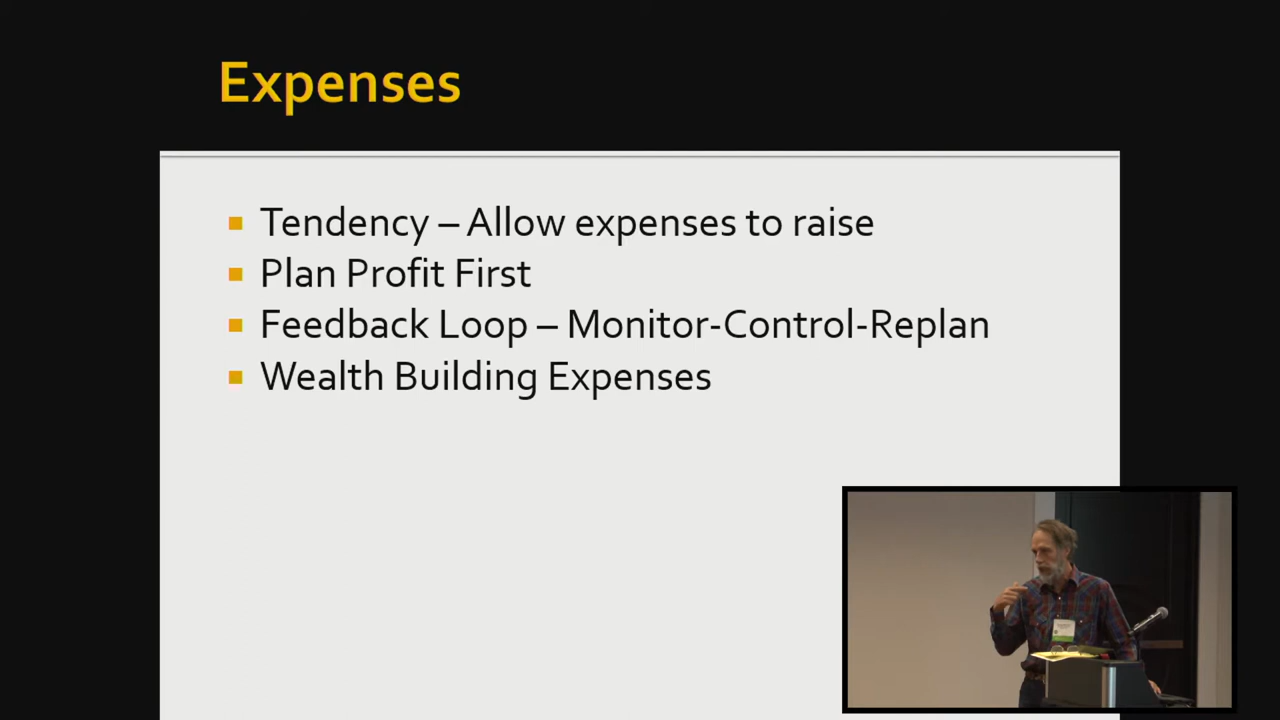 Expenses
Tendency – Allow expenses to raise
Plan Profit First
Feedback Loop – Monitor-Control-Replan
Wealth Building Expenses